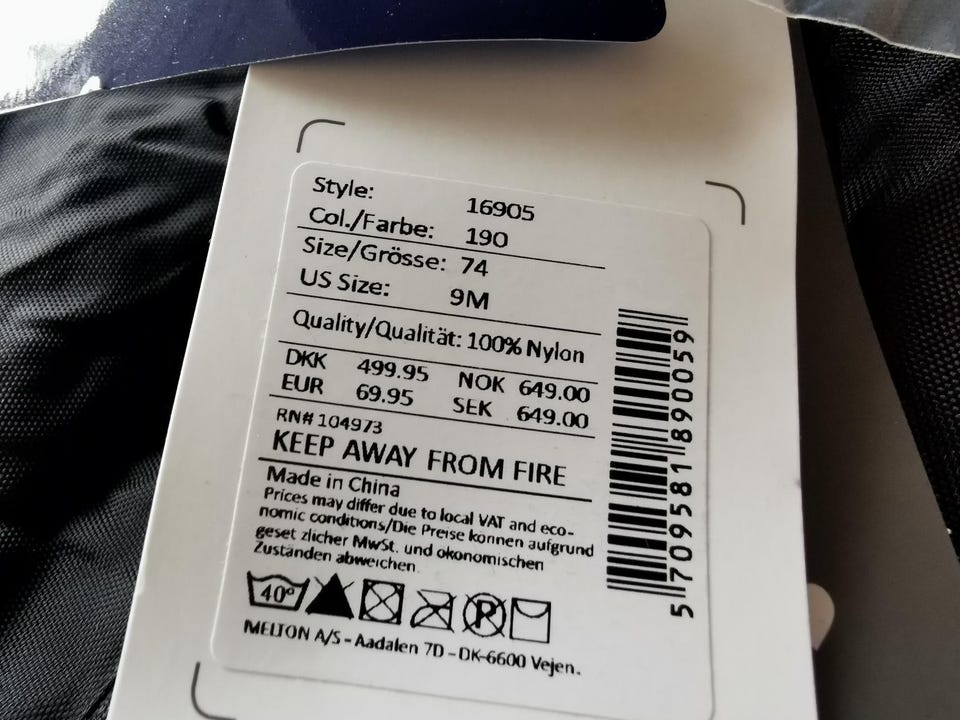 Style: 16905
Col./Farbe: 190
Size/Grösse: 74
US Size: 9M
Quality/Qualität: 100% Nylon
DKK 499.95 NOK 649.00
EUR 69.95 SEK 649.00
RN# 104973
KEEP AWAY FROM FIRE
Made in China
Prices may differ due to local VAT and eco-
nomic conditions/Die Preise konnen aufgrund
geset zlicher MwSt. und okonomischen
Zustanden abweichen.
40° P
MELTON A/S - Aadalen 7D - DK-6600 Vejen.
5709581890059